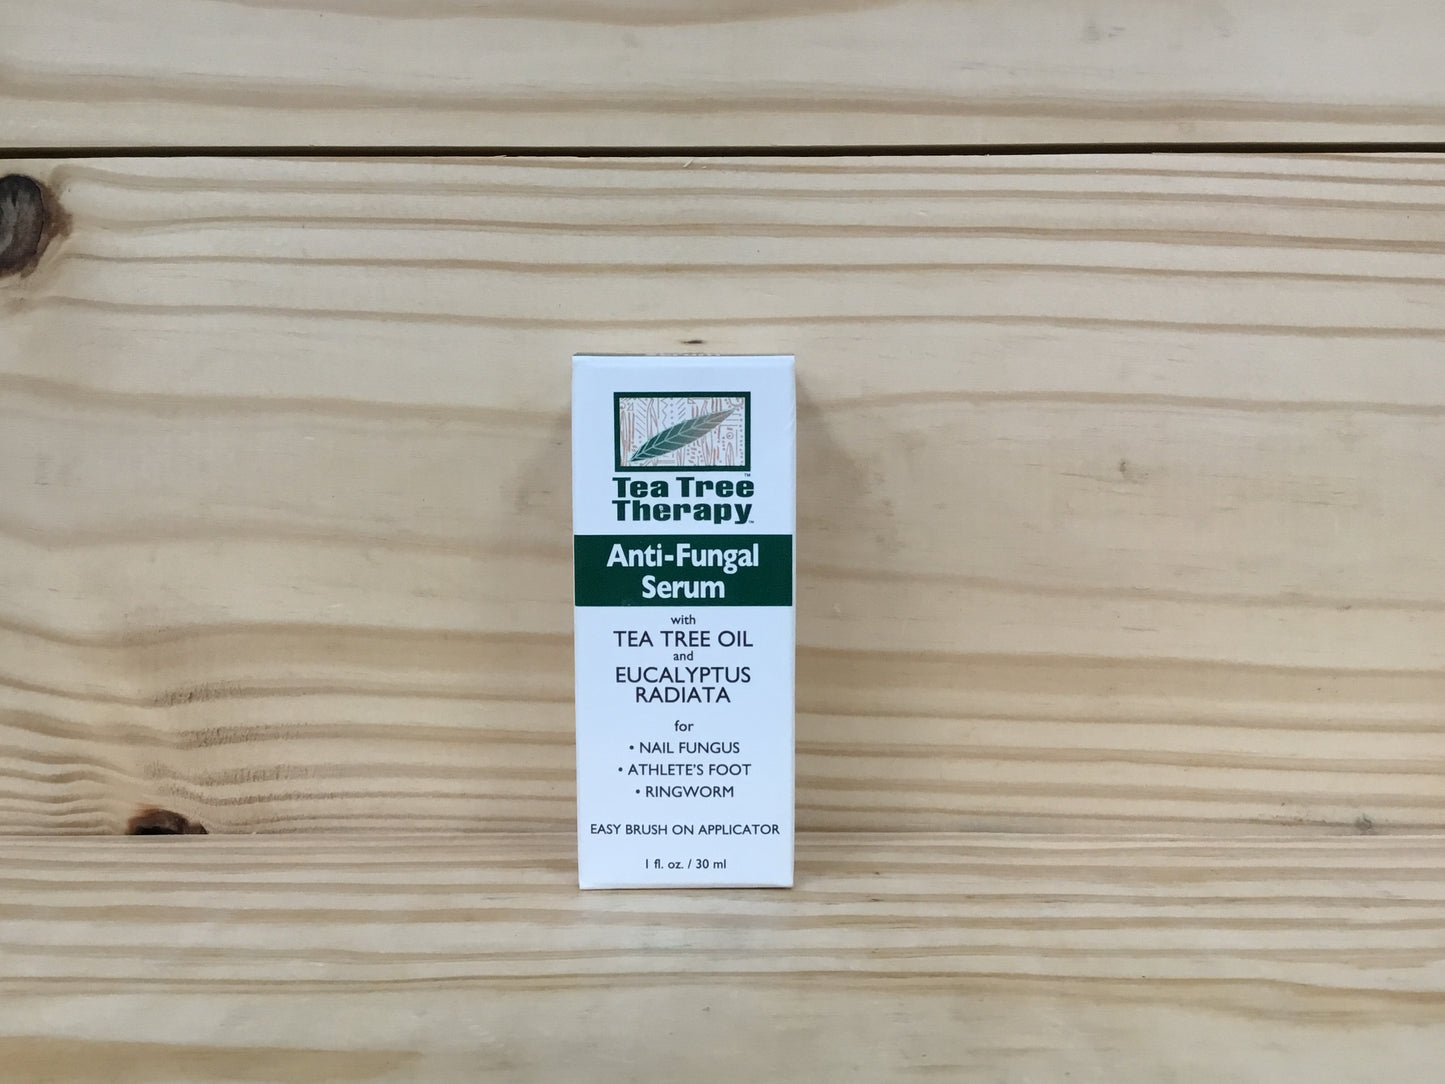 Tea Tree
Therapy™
Anti-Fungal
Serum
with
TEA TREE OIL
and
EUCALYPTUS
RADIATA
for
• NAIL FUNGUS
• ATHLETE'S FOOT
• RINGWORM
EASY BRUSH ON APPLICATOR
1 fl. oz. / 30 ml